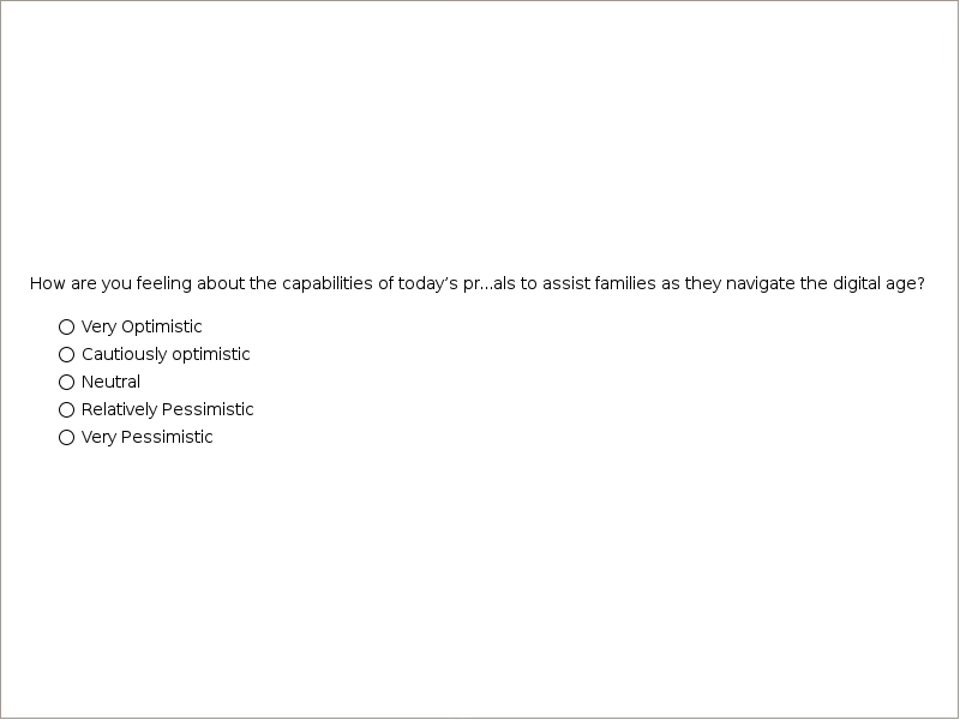 How are you feeling about the capabilities of today’s pr...als to assist families as they navigate the digital age?
Very Optimistic
Cautiously optimistic
Neutral
Relatively Pessimistic
Very Pessimistic